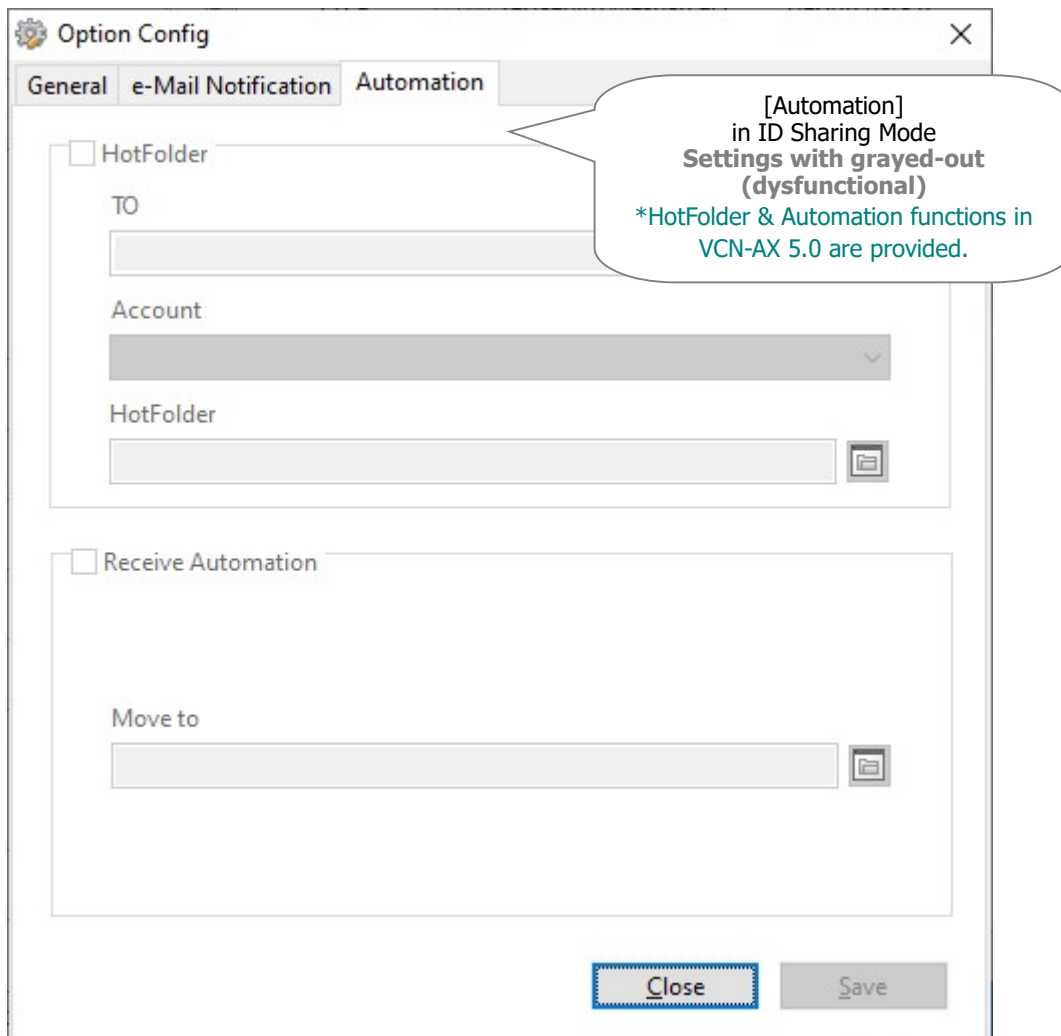 Option Config
General
e-Mail Notification
Automation
[Automation]
in ID Sharing Mode
Settings with grayed-out
(dysfunctional)
*HotFolder & Automation functions in
VCN-AX 5.0 are provided.
HotFolder
TO
Account
HotFolder
Receive Automation
Move to
Close
Save